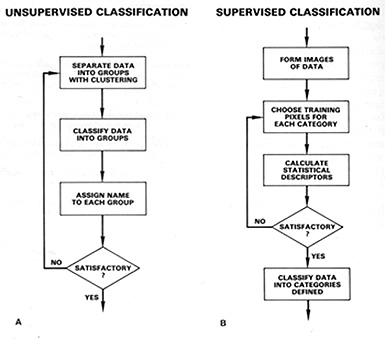 UNSUPERVISED CLASSIFICATION
SEPARATE DATA
INTO GROUPS
WITH CLUSTERING
CLASSIFY DATA
INTO GROUPS
ASSIGN NAME
TO EACH GROUP
SATISFACTORY
?
NO
YES
A
SUPERVISED CLASSIFICATION
FORM IMAGES
OF DATA
CHOOSE TRAINING
PIXELS FOR
EACH CATEGORY
CALCULATE
STATISTICAL
DESCRIPTORS
NO
SATISFACTORY
?
YES
CLASSIFY DATA
INTO CATEGORIES
DEFINED
B